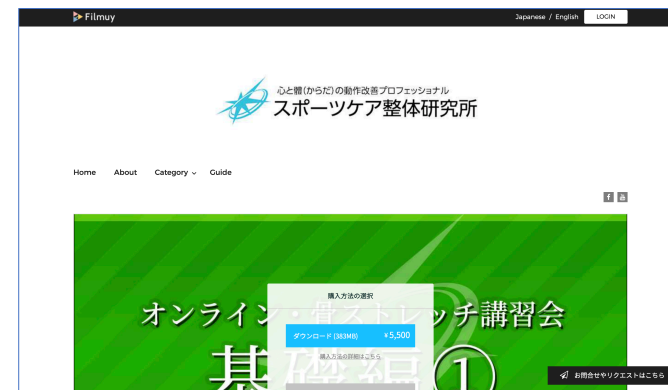 Filmuy
Japanese / English LOGIN
心と體(からだ)の動作改善プロフェッショナル
スポーツケア整体研究所
Home About Category Guide
購入方法の選択
オンライン・骨ストレッチ講習会
ダウンロード (383MB) ¥5,500
購入方法の詳細はこちら
基礎編①
お問合せやリクエストはこちら